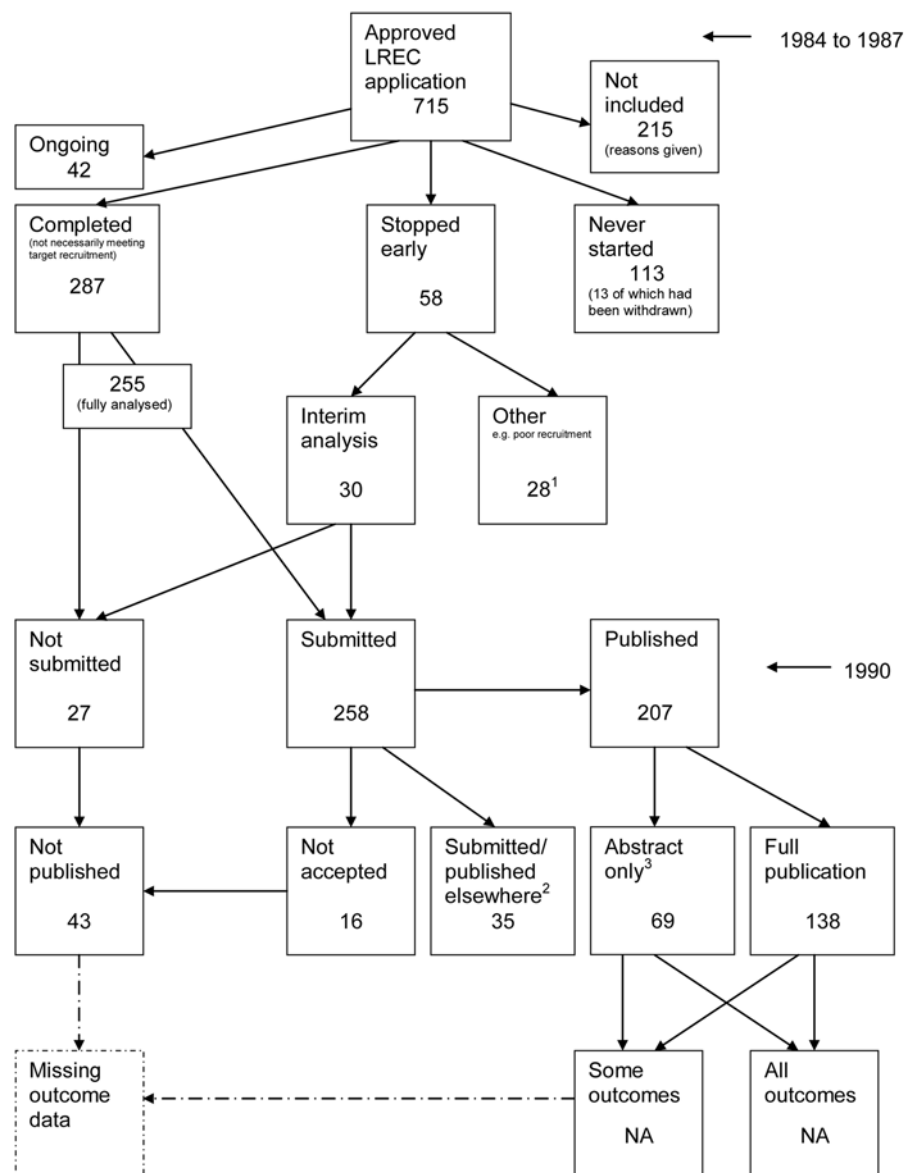 Approved
LREC
application
715
1984 to 1987
Not
included
215
(reasons given)
Ongoing
42
Completed
(not necessarily meeting
target recruitment)
287
Stopped
early
58
Never
started
113
(13 of which had
been withdrawn)
255
(fully analysed)
Interim
analysis
30
Other
e.g. poor recruitment
28¹
Not
submitted
27
Submitted
258
Published
207
1990
Not
published
43
Not
accepted
16
Submitted/
published
elsewhere²
35
Abstract
only³
69
Full
publication
138
Missing
outcome
data
Some
outcomes
NA
All
outcomes
NA